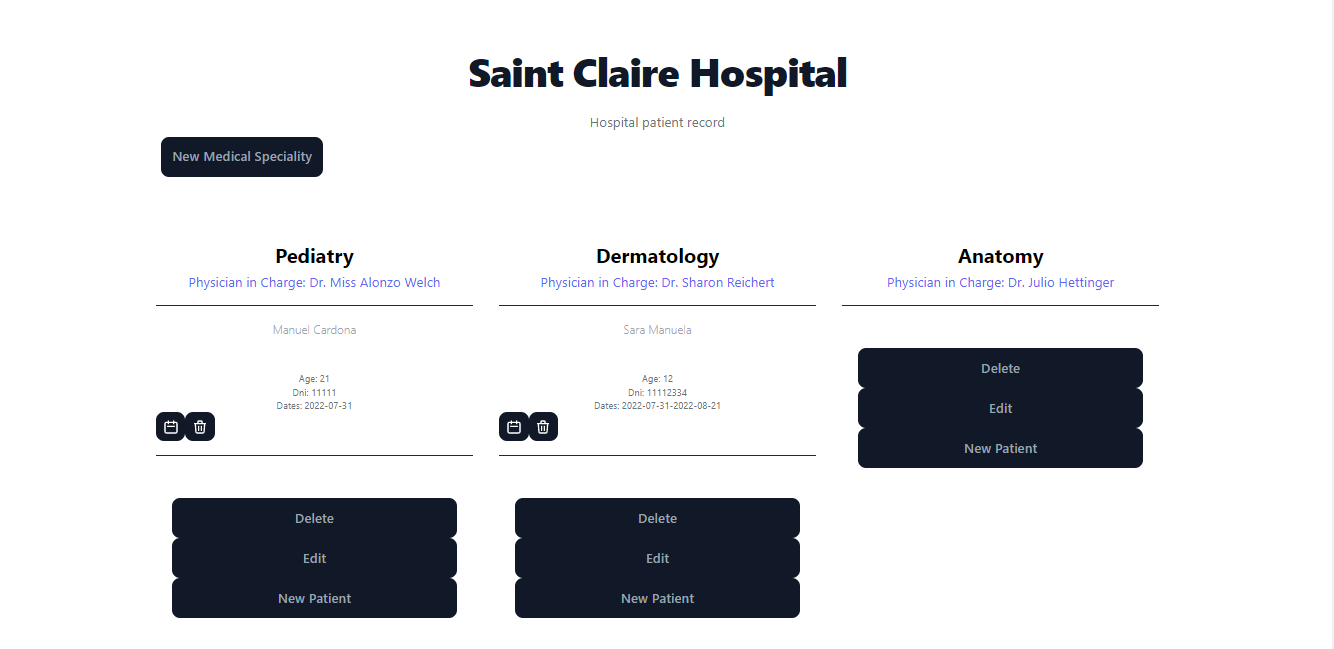 Saint Claire Hospital
Hospital patient record
New Medical Speciality
Pediatry
Physician in Charge: Dr. Miss Alonzo Welch
Manuel Cardona
Age: 21
Dni: 11111
Dates: 2022-07-31
Delete
Edit
New Patient
Dermatology
Physician in Charge: Dr. Sharon Reichert
Sara Manuela
Age: 12
Dni: 11112334
Dates: 2022-07-31-2022-08-21
Delete
Edit
New Patient
Anatomy
Physician in Charge: Dr. Julio Hettinger
Delete
Edit
New Patient